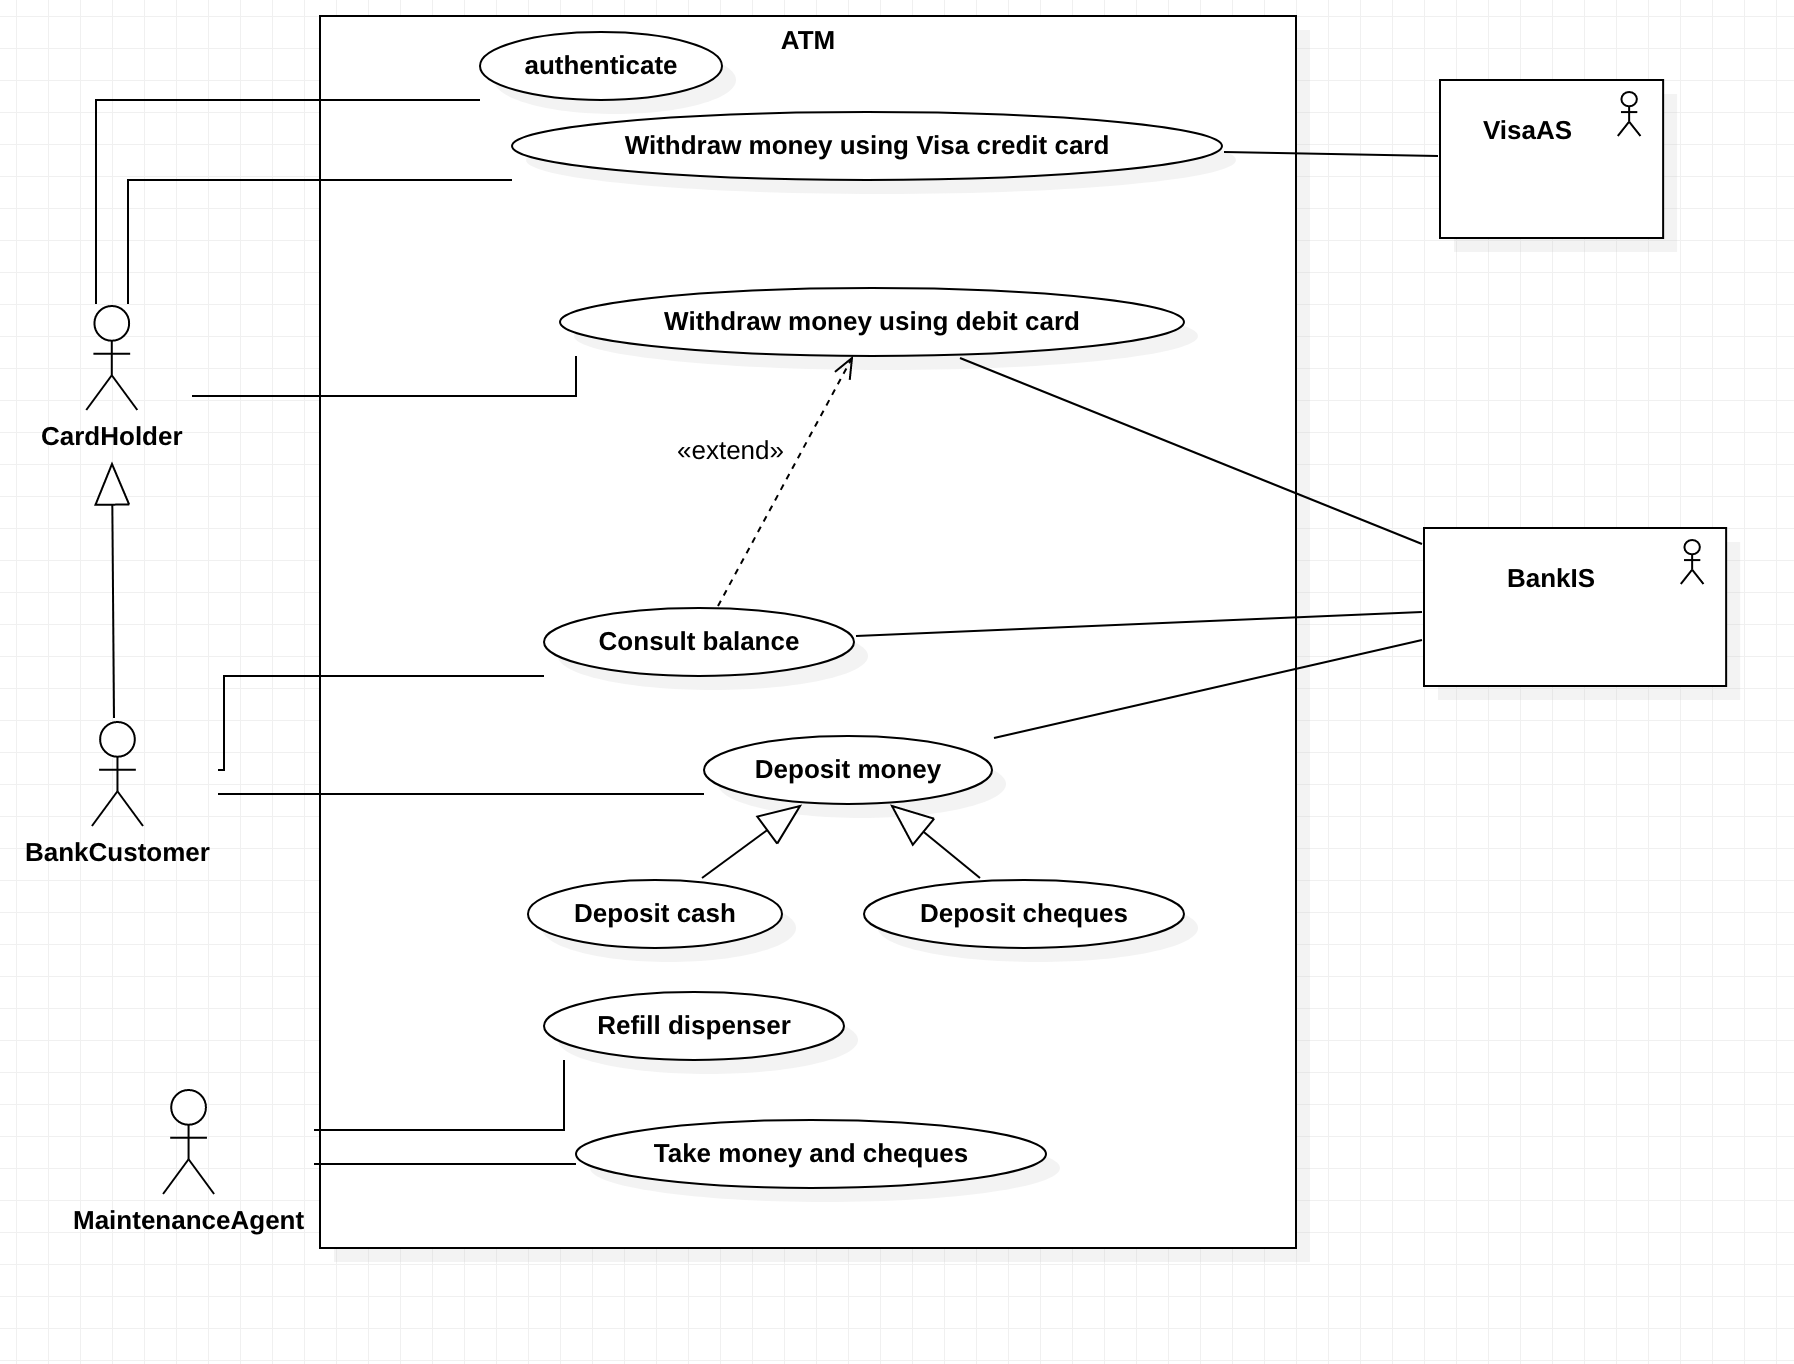 ATM
authenticate
Withdraw money using Visa credit card
VisaAS
Withdraw money using debit card
CardHolder
«extend»
BankIS
Consult balance
Deposit money
BankCustomer
Deposit cash
Deposit cheques
Refill dispenser
Take money and cheques
MaintenanceAgent